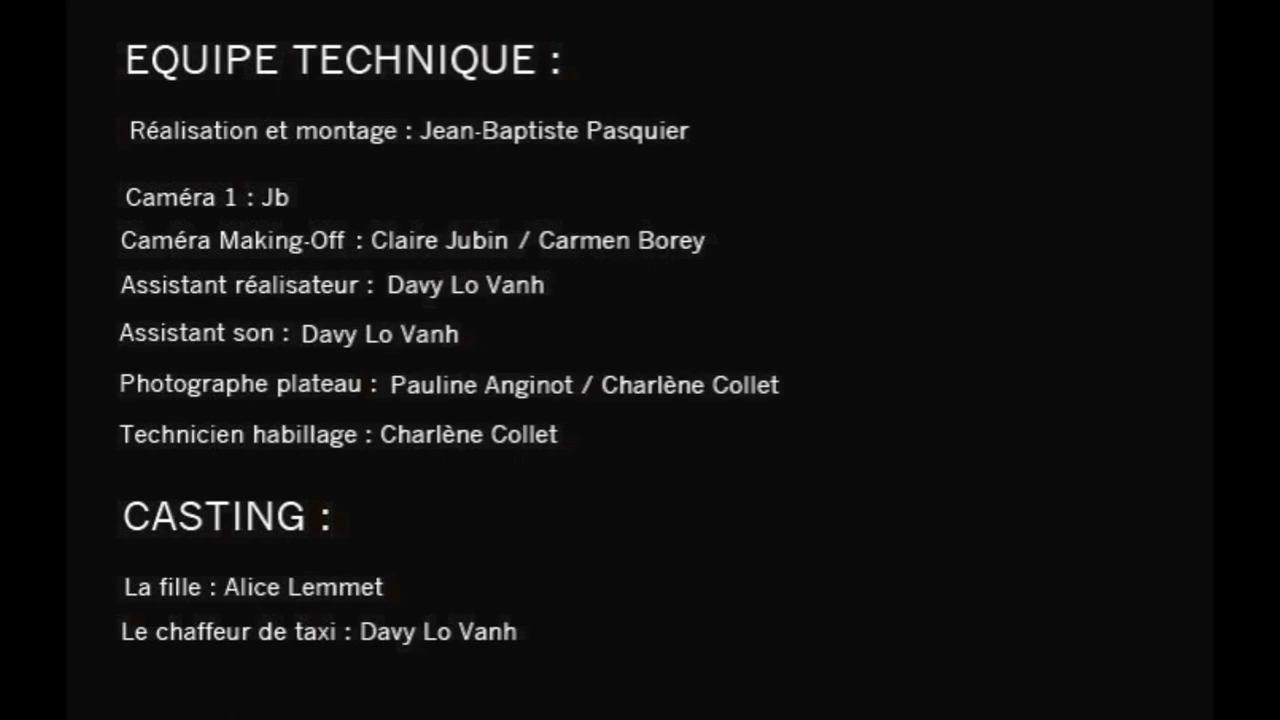 EQUIPE TECHNIQUE :
Réalisation et montage : Jean-Baptiste Pasquier
Caméra 1 : Jb
Caméra Making-Off : Claire Jubin / Carmen Borey
Assistant réalisateur : Davy Lo Vanh
Assistant son : Davy Lo Vanh
Photographe plateau : Pauline Anginot / Charlène Collet
Technicien habillage : Charlène Collet
CASTING :
La fille : Alice Lemmet
Le chaffeur de taxi : Davy Lo Vanh